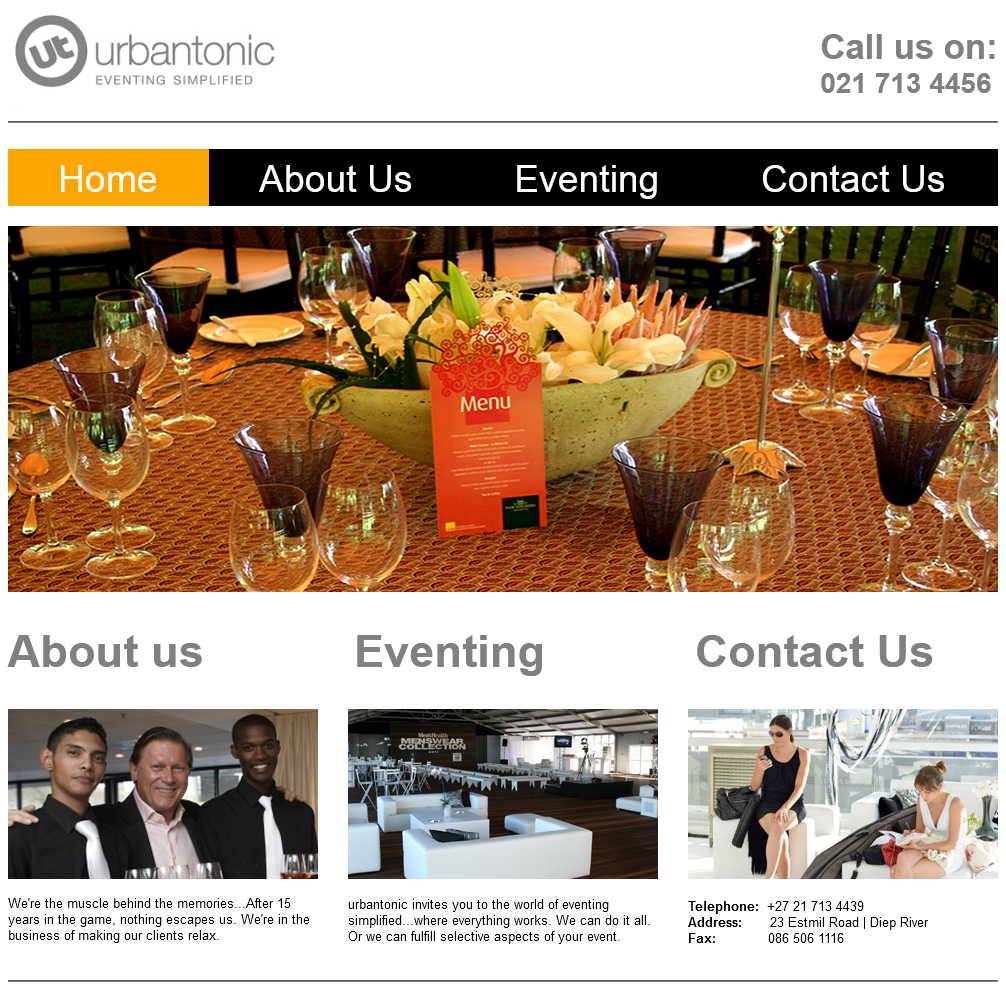 ut urbantonic
EVENTING SIMPLIFIED
Call us on:
021 713 4456
Home About Us Eventing Contact Us
Menu
About us
Eventing
Contact Us
Men'sHealth
MENSWEAR
COLLECTION
We're the muscle behind the memories...After 15
years in the game, nothing escapes us. We're in the
business of making our clients relax.
urbantonic invites you to the world of eventing
simplified...where everything works. We can do it all.
Or we can fulfill selective aspects of your event.
Telephone: +27 21 713 4439
Address: 23 Estmil Road | Diep River
Fax: 086 506 1116